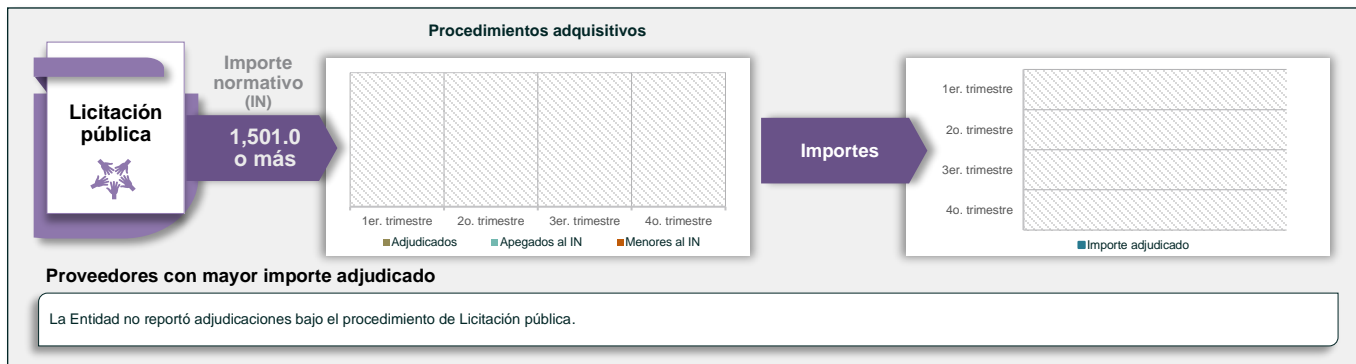 Procedimientos adquisitivos
Licitación
pública
Importe
normativo
(IN)
1,501.0
o más
1er. trimestre
2o. trimestre
3er. trimestre
4o. trimestre
Adjudicados
Apegados al IN
Menores al IN
Importes
1er. trimestre
2o. trimestre
3er. trimestre
4o. trimestre
Importe adjudicado
Proveedores con mayor importe adjudicado
La Entidad no reportó adjudicaciones bajo el procedimiento de Licitación pública.